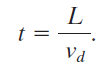 t = L / v_d.